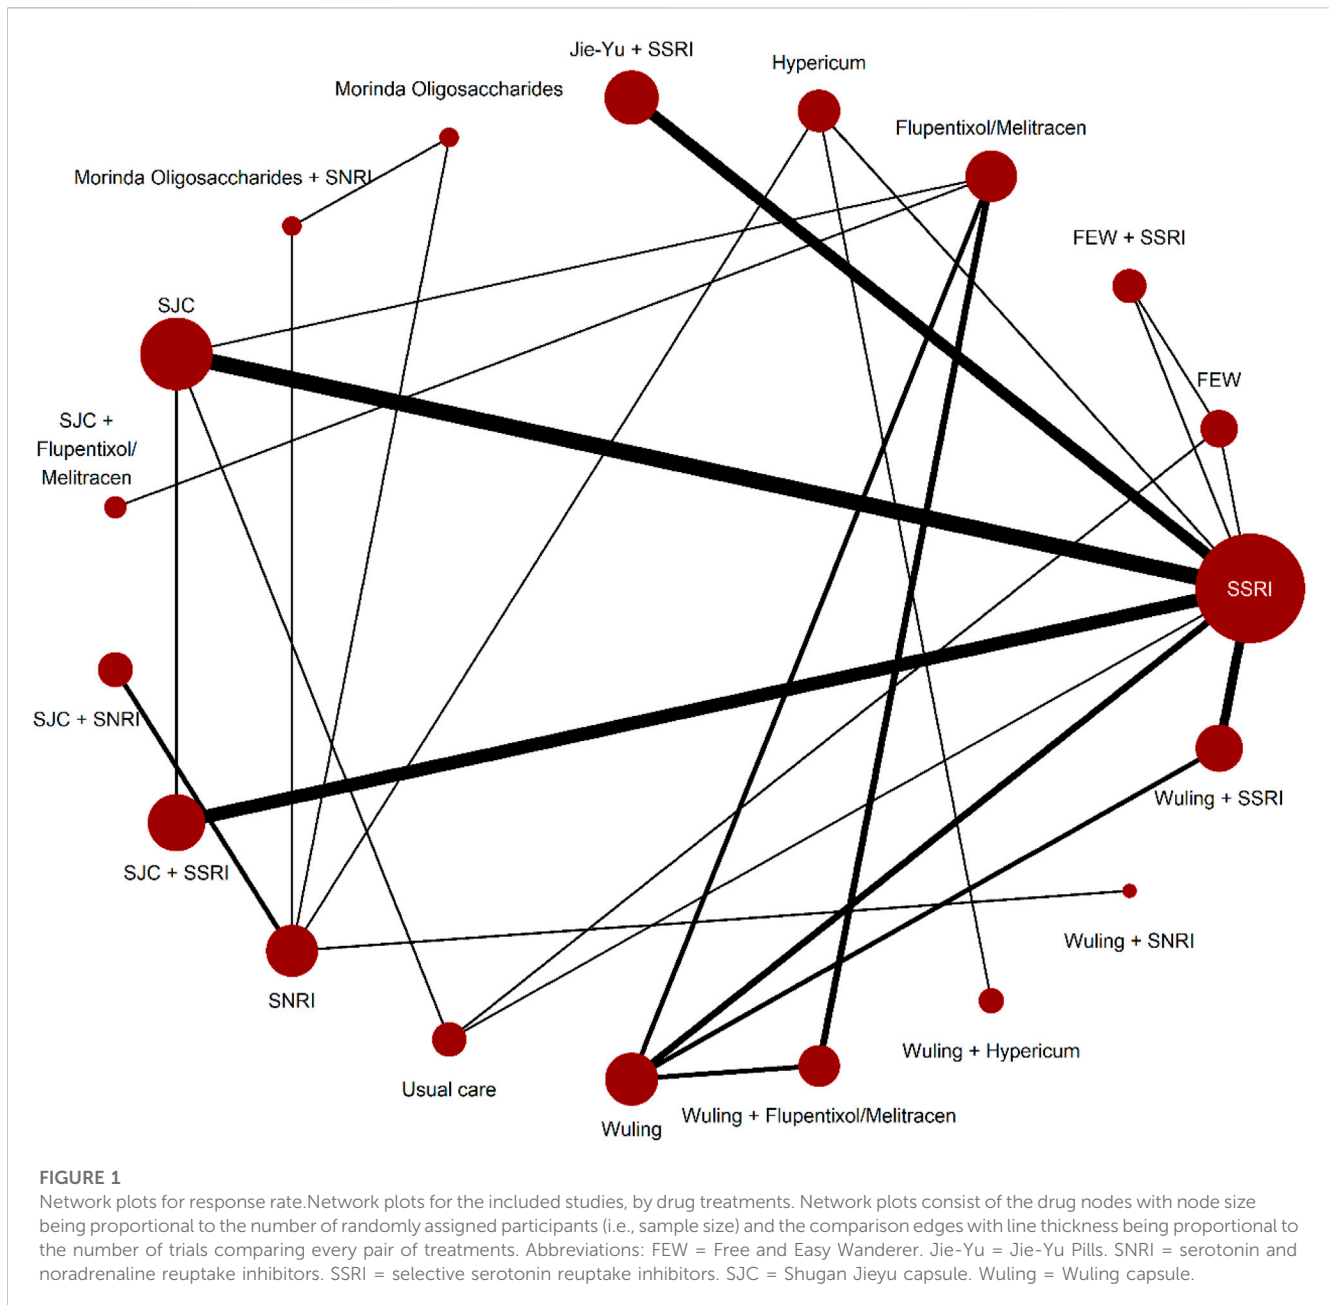 Jie-Yu + SSRI
Hypericum
Morinda Oligosaccharides
Flupentixol/Melitracen
Morinda Oligosaccharides + SNRI
FEW + SSRI
SJC
FEW
SJC +
Flupentixol/
Melitracen
SSRI
SJC + SNRI
Wuling + SSRI
SJC + SSRI
Wuling + SNRI
SNRI
Wuling + Hypericum
Usual care
Wuling + Flupentixol/Melitracen
Wuling
FIGURE 1
Network plots for response rate.Network plots for the included studies, by drug treatments. Network plots consist of the drug nodes with node size
being proportional to the number of randomly assigned participants (i.e., sample size) and the comparison edges with line thickness being proportional to
the number of trials comparing every pair of treatments. Abbreviations: FEW = Free and Easy Wanderer. Jie-Yu = Jie-Yu Pills. SNRI = serotonin and
noradrenaline reuptake inhibitors. SSRI = selective serotonin reuptake inhibitors. SJC = Shugan Jieyu capsule. Wuling = Wuling capsule.